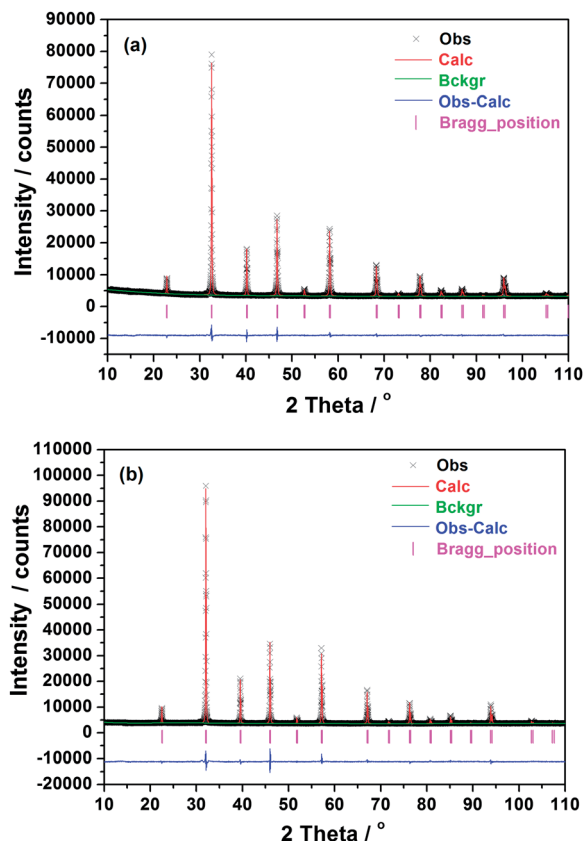 (a)
Obs
Calc
Bckgr
Obs-Calc
Bragg_position
Intensity / counts
90000
80000
70000
60000
50000
40000
30000
20000
10000
0
-10000
10 20 30 40 50 60 70 80 90 100 110
2 Theta / °
(b)
Obs
Calc
Bckgr
Obs-Calc
Bragg_position
Intensity / counts
110000
100000
90000
80000
70000
60000
50000
40000
30000
20000
10000
0
-10000
-20000
10 20 30 40 50 60 70 80 90 100 110
2 Theta / °